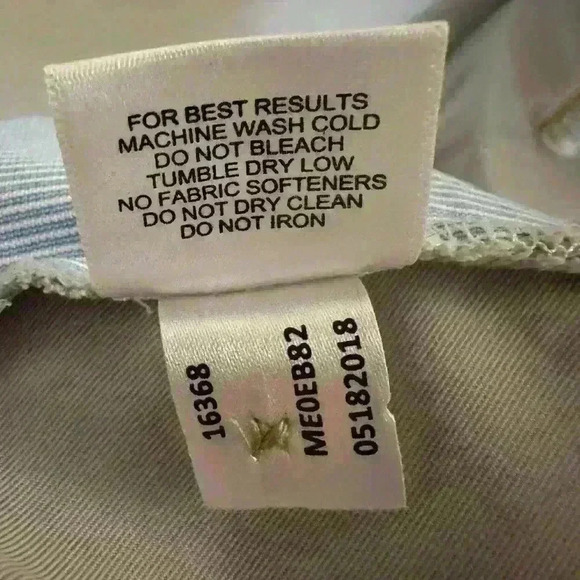 FOR BEST RESULTS
MACHINE WASH COLD
DO NOT BLEACH
TUMBLE DRY LOW
NO FABRIC SOFTENERS
DO NOT DRY CLEAN
DO NOT IRON
16368
ME0EB82
05182018